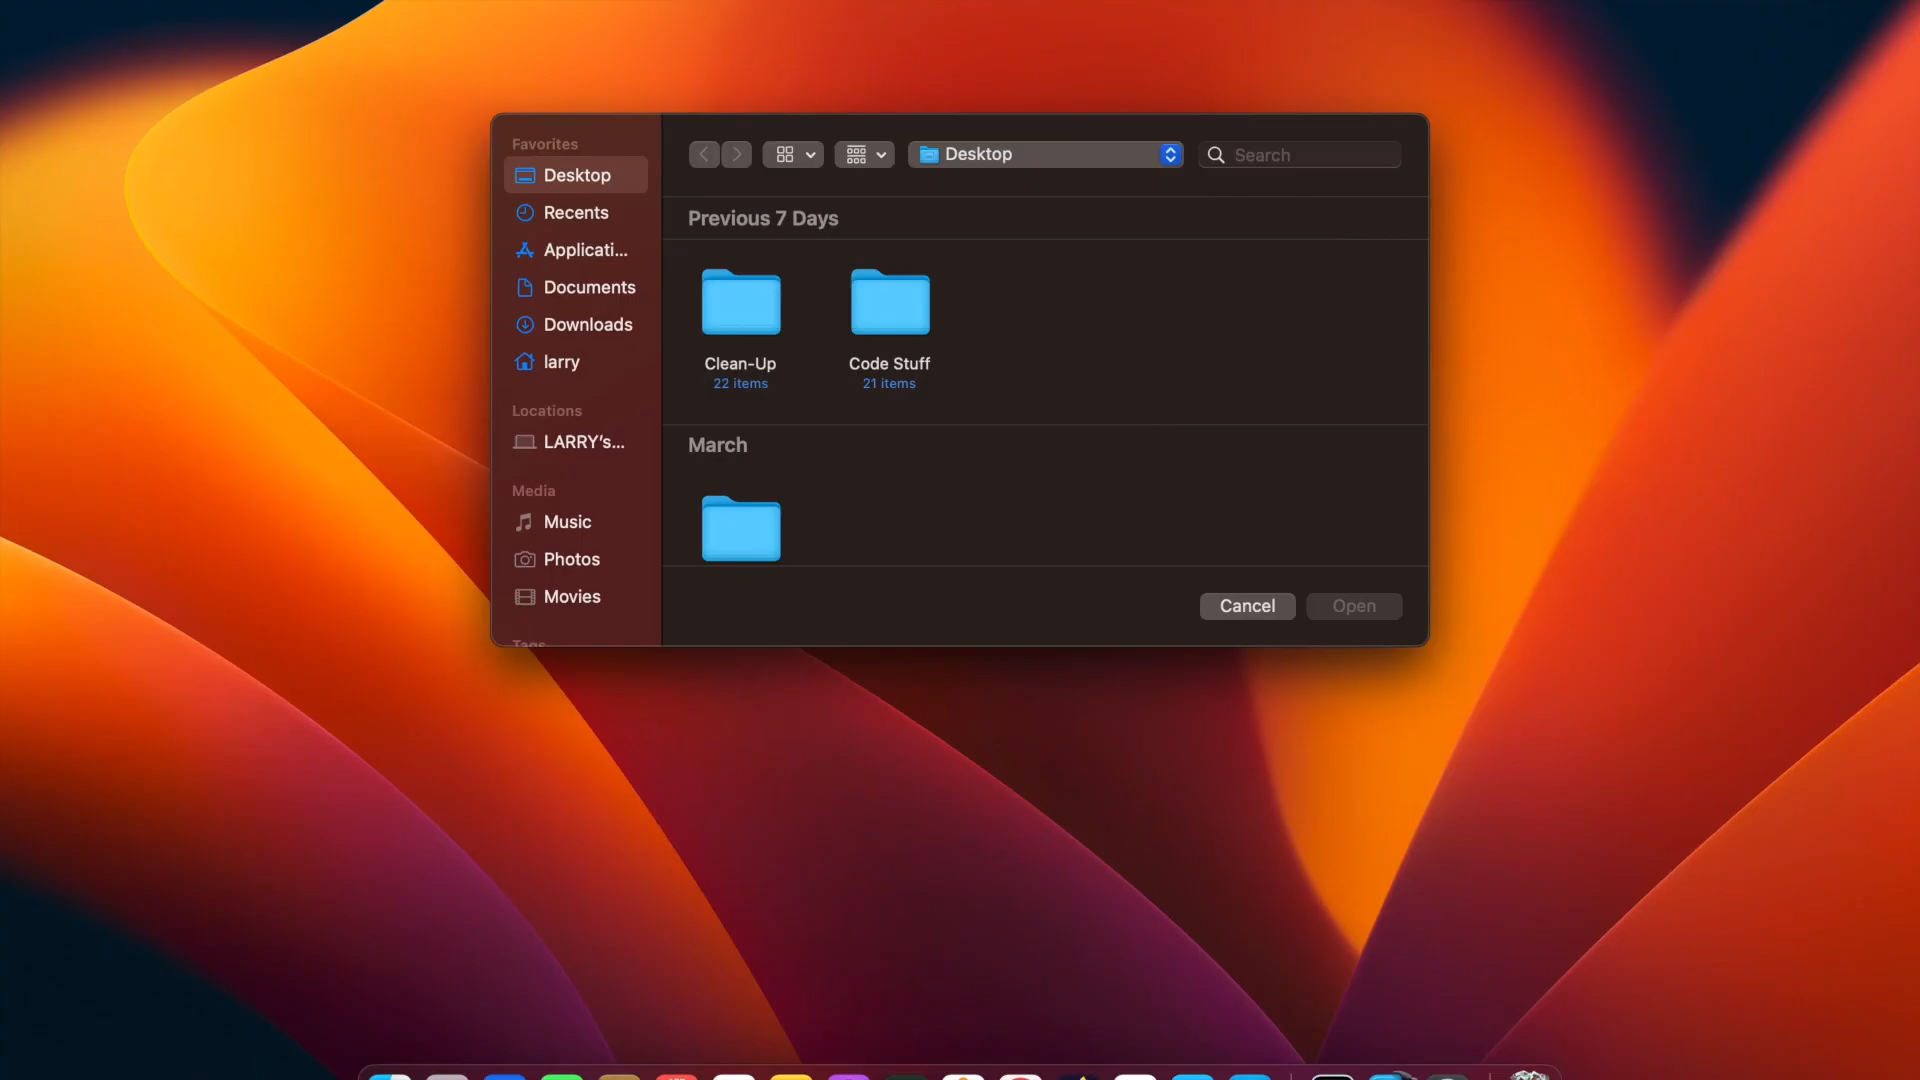 Favorites
Desktop
Recents
Applicati...
Documents
Downloads
larry
Locations
LARRY's...
Media
Music
Photos
Movies
Tags
Desktop
Search
Previous 7 Days
Clean-Up
22 items
Code Stuff
21 items
March
Cancel
Open